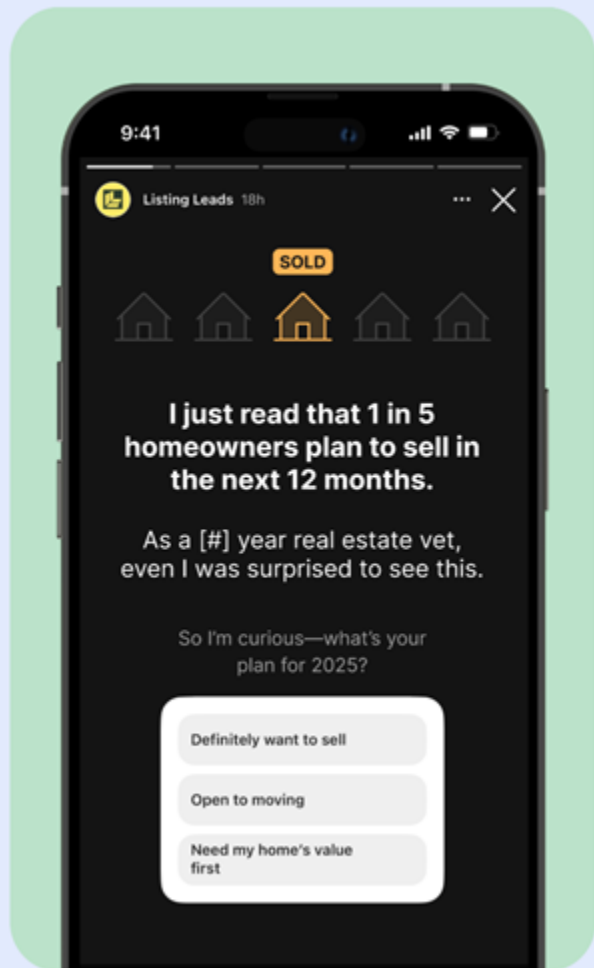 9:41
Listing Leads 18h
SOLD
I just read that 1 in 5
homeowners plan to sell in
the next 12 months.
As a [#] year real estate vet,
even I was surprised to see this.
So I'm curious—what's your
plan for 2025?
Definitely want to sell
Open to moving
Need my home's value
first